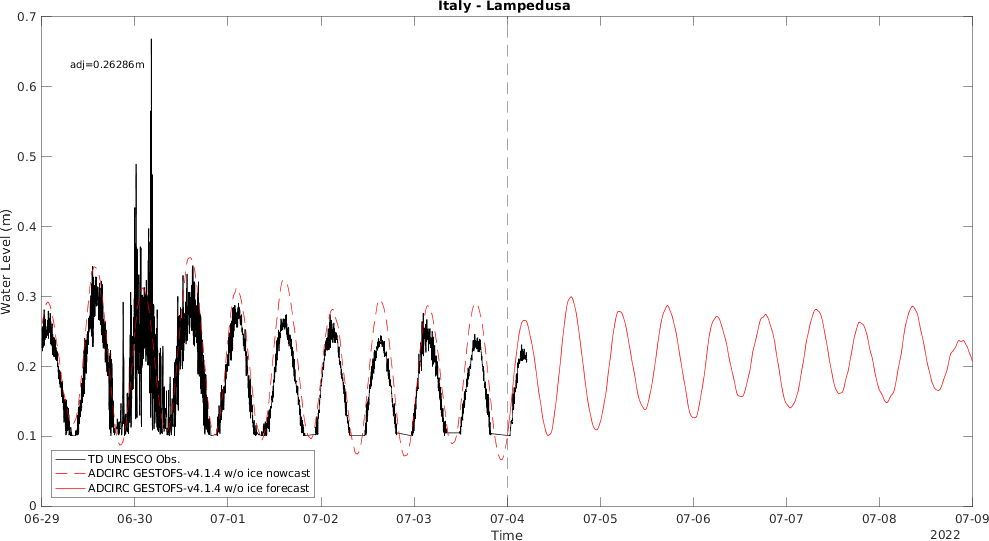 Italy - Lampedusa
0.7
adj=0.26286m
0.6
0.5
0.4
Water Level (m)
0.3
0.2
0.1
TD UNESCO Obs.
ADCIRC GESTOFS-v4.1.4 w/o ice nowcast
ADCIRC GESTOFS-v4.1.4 w/o ice forecast
0
06-29 06-30 07-01 07-02 07-03 07-04 07-05 07-06 07-07 07-08 07-09
Time
2022